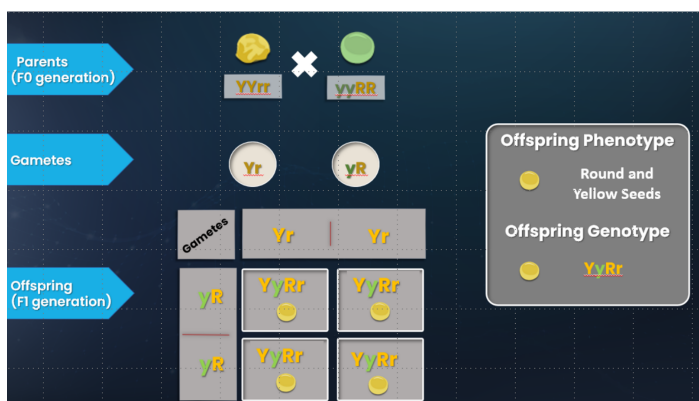 Parents
(F0 generation)
YYrr
yyRR
Gametes
Yr
yR
Offspring Phenotype
Round and
Yellow Seeds
Offspring Genotype
YyRr
Gametes
Yr | Yr
Offspring
(F1 generation)
yR
YyRr YyRr
yR
YyRr YyRr